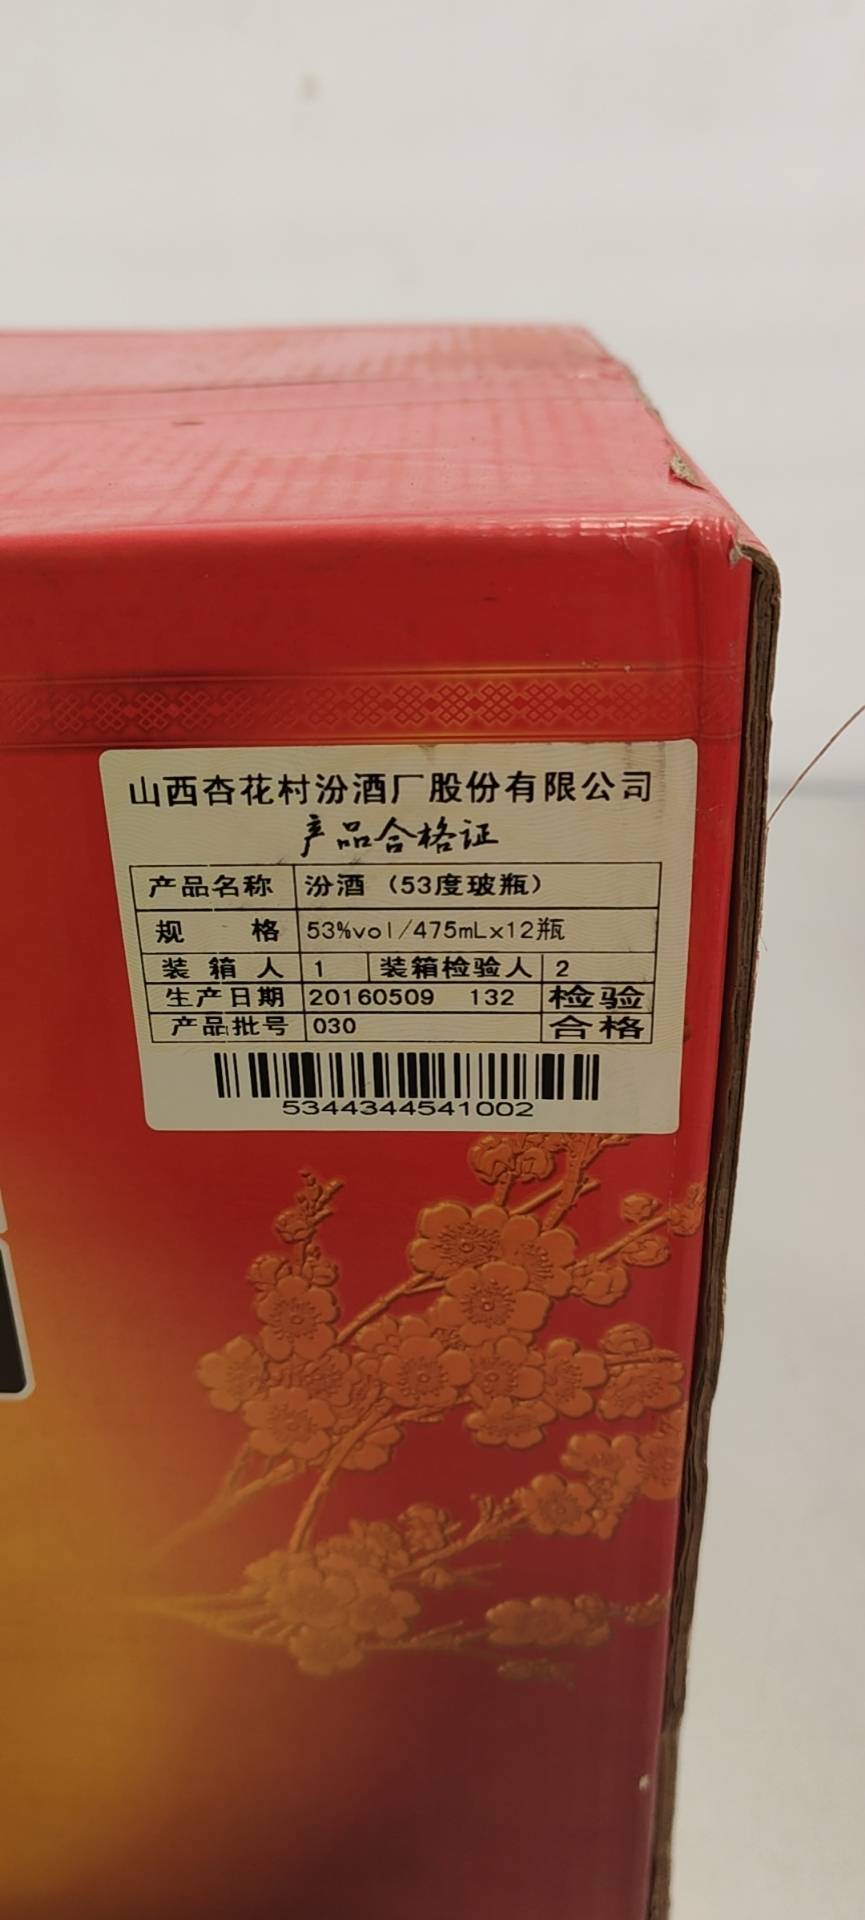 山西杏花村汾酒厂股份有限公司
产品合格证
产品名称 汾酒（53度玻瓶）
规 格 53%vol/475mLx12瓶
装 箱 人 1 装箱检验人 2
生产日期 20160509 132 检验
产品批号 030 合格
5344344541002